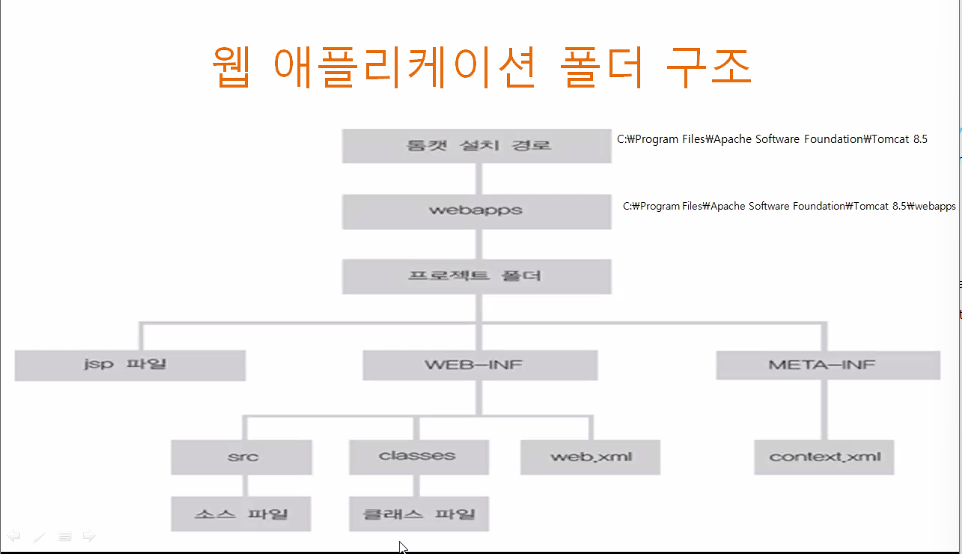 웹 애플리케이션 폴더 구조
톰캣 설치 경로
C:₩Program Files₩Apache Software Foundation₩Tomcat 8.5
webapps
C:₩Program Files₩Apache Software Foundation₩Tomcat 8.5₩webapps
프로젝트 폴더
jsp 파일
WEB-INF
META-INF
src
classes
web.xml
context.xml
소스 파일
클래스 파일